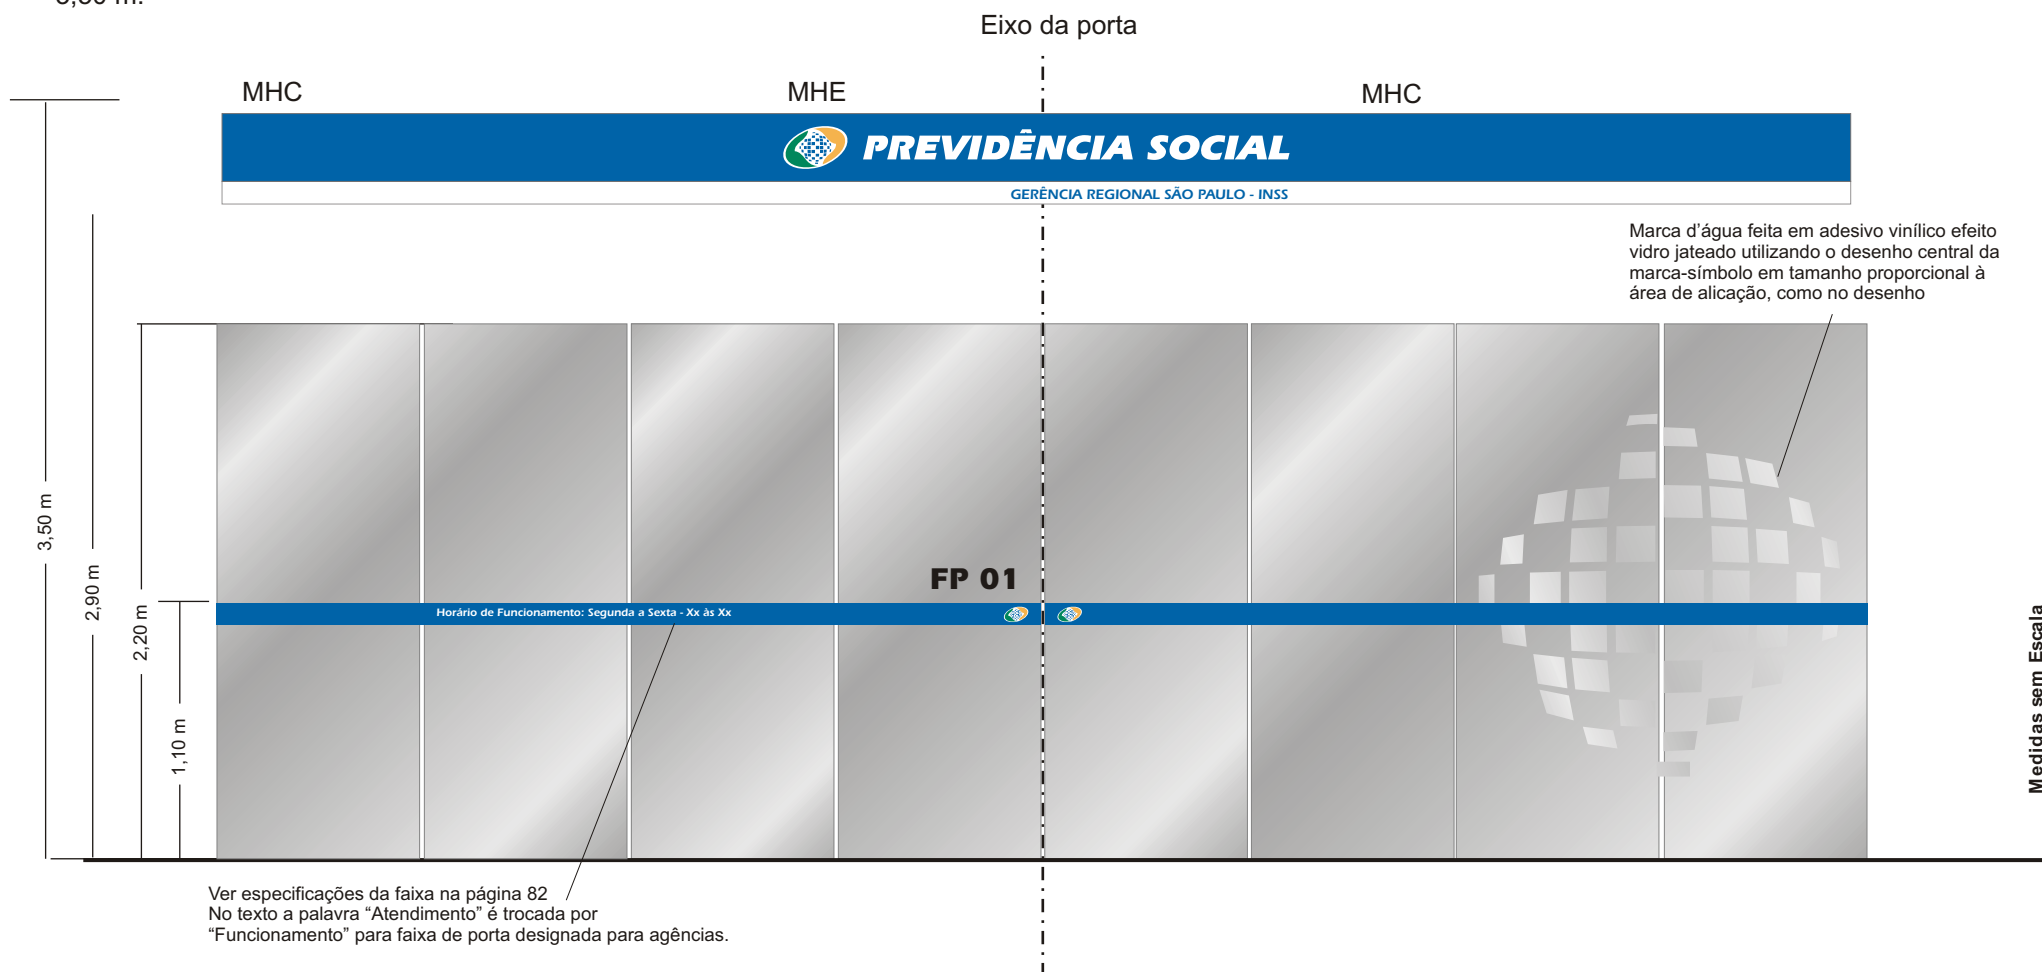 Eixo da porta
MHC
MHE
MHC
PREVIDÊNCIA SOCIAL
GERÊNCIA REGIONAL SÃO PAULO - INSS
Marca d’água feita em adesivo vinílico efeito
vidro jateado utilizando o desenho central da
marca-símbolo em tamanho proporcional à
área de alicação, como no desenho
3,50 m
2,90 m
2,20 m
1,10 m
FP 01
Horário de Funcionamento: Segunda a Sexta - Xx às Xx
Medidas sem Escala
Ver especificações da faixa na página 82
No texto a palavra “Atendimento” é trocada por
“Funcionamento” para faixa de porta designada para agências.